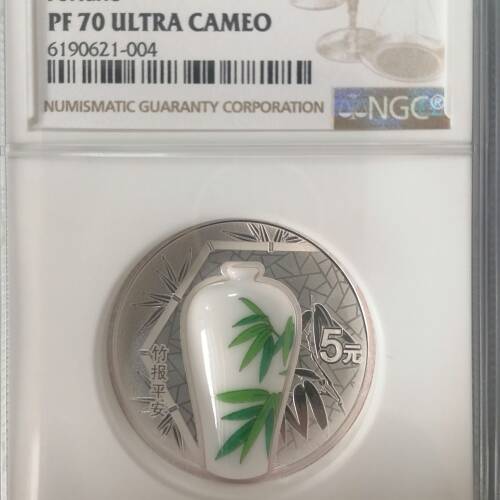 PF 70 ULTRA CAMEO
6190621-004
NUMISMATIC GUARANTY CORPORATION
NGC®
5元
竹报平安